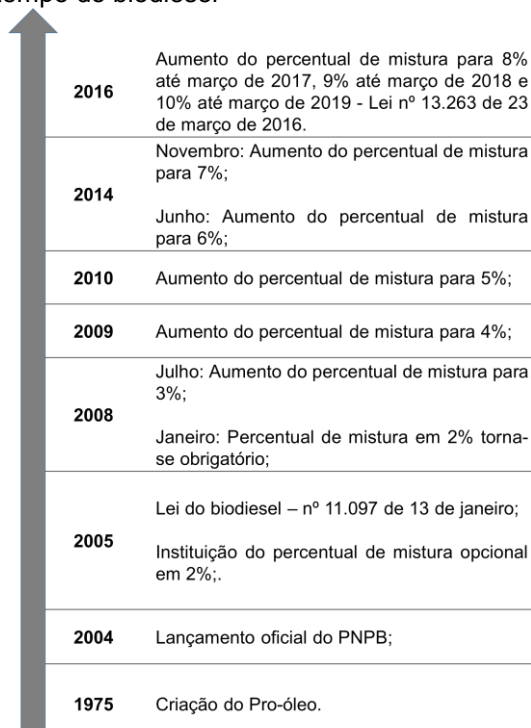 tempo do biodiesel
Aumento do percentual de mistura para 8%
2016
até março de 2017, 9% até março de 2018 e
10% até março de 2019 - Lei nº 13.263 de 23
de março de 2016.
Novembro: Aumento do percentual de mistura
para 7%;
2014
Junho: Aumento do percentual de mistura
para 6%;
2010
Aumento do percentual de mistura para 5%;
2009
Aumento do percentual de mistura para 4%;
Julho: Aumento do percentual de mistura para
3%;
2008
Janeiro: Percentual de mistura em 2% torna-
se obrigatório;
Lei do biodiesel – nº 11.097 de 13 de janeiro;
2005
Instituição do percentual de mistura opcional
em 2%;.
2004
Lançamento oficial do PNPB;
1975
Criação do Pro-óleo.